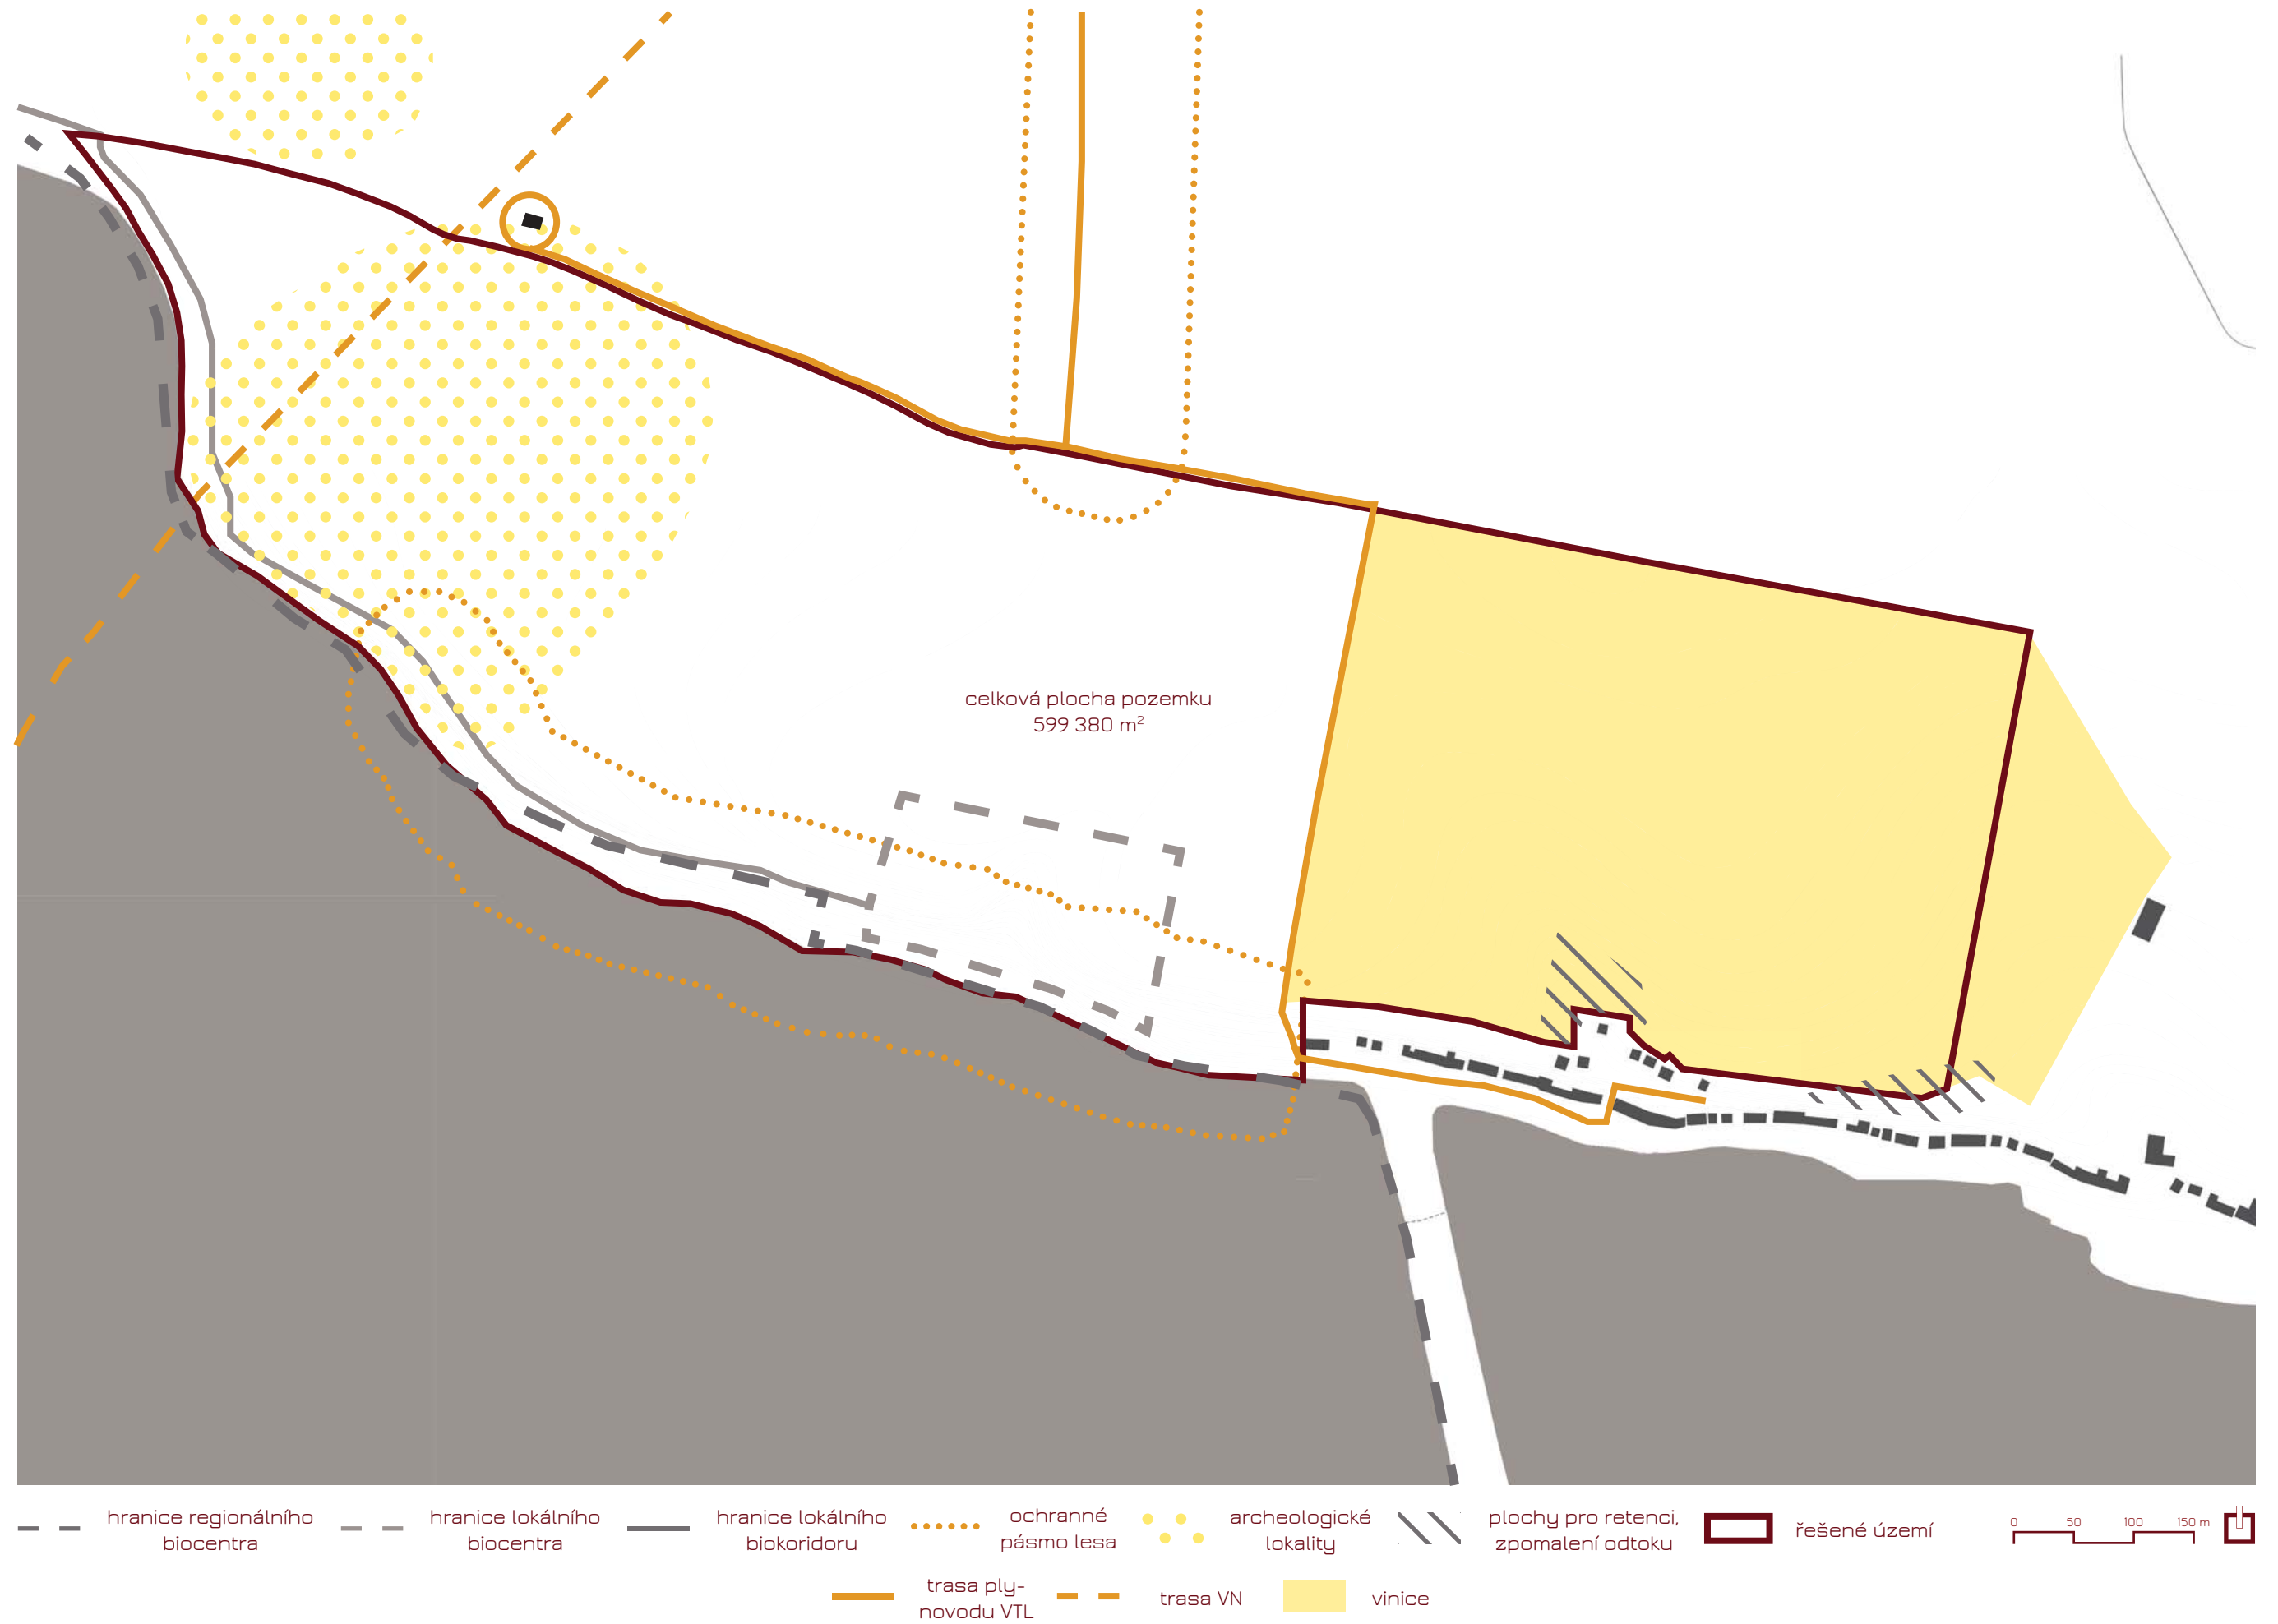 celková plocha pozemku
599 380 m²
hranice regionálního
biocentra
hranice lokálního
biocentra
hranice lokálního
biokoridoru
ochranné
pásmo lesa
archeologické
lokality
plochy pro retenci,
zpomalení odtoku
řešené území
0 50 100 150 m
trasa ply-
novodu VTL
trasa VN
vinice